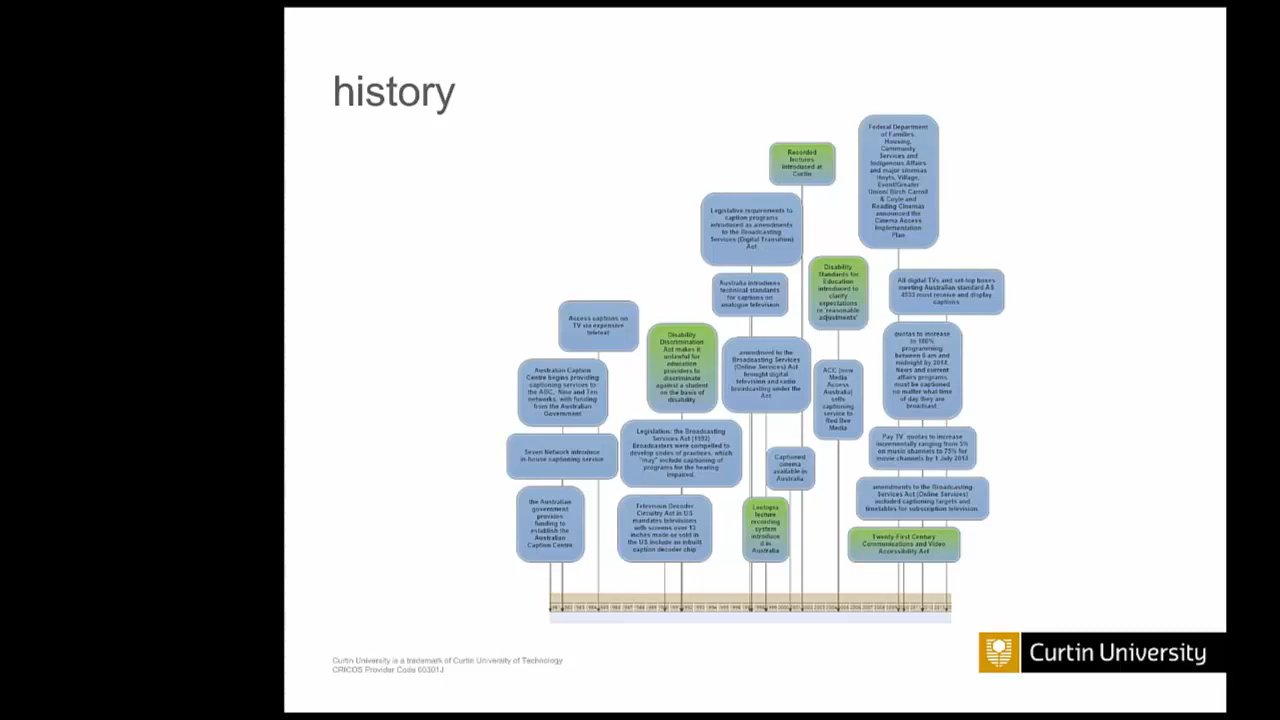 history
Federal Department
of Families,
Housing,
Community
Services and
Indigenous Affairs
and major cinemas
Hoyts, Village,
Event/Greater
Union/ Birch Carroll
& Coyle and
Reading Cinemas
announced the
Cinema Access
Implementation
Plan
Recorded
lectures
introduced at
Curtin
Legislative requirements to
caption programs
introduced as amendments
to the Broadcasting
Services (Digital Transition)
Act
Disability
Standards for
Education
introduced to
clarify
expectations
re 'reasonable
adjustments'
All digital TVs and set-top boxes
meeting Australian standard AS
4933 must receive and display
captions
Australia introduces
technical standards
for captions on
analogue television
Access captions on
TV via expensive
teletext
Disability
Discrimination
Act makes it
unlawful for
education
providers to
discriminate
against a student
on the basis of
disability
quotas to increase
to 100%
programming
between 6 am and
midnight by 2014
News and current
affairs programs
must be captioned
no matter what time
of day they are
broadcast
amendment to the
Broadcasting Services
(Online Services) Act
brought digital
television and radio
broadcasting under the
Act
Australian Caption
Centre begins providing
captioning services to
the ABC, Nine and Ten
networks, with funding
from the Australian
Government
ACC (now
Media
Access
Australia)
sells
captioning
service to
Red Bee
Media
Legislation: the Broadcasting
Services Act (1992)
Broadcasters were compelled to
develop codes of practices, which
"may" include captioning of
programs for the hearing
impaired.
Pay TV quotas to increase
incrementally ranging from 5%
on music channels to 75% for
movie channels by 1 July 2013
Seven Network introduce
in-house captioning service
Captioned
cinema
available in
Australia
amendments to the Broadcasting
Services Act (Online Services)
included captioning targets and
timetables for subscription television
the Australian
government
provides
funding to
establish the
Australian
Caption Centre
Television Decoder
Circuitry Act in US
mandates televisions
with screens over 13
inches made or sold in
the US include an inbuilt
caption decoder chip
Lectopia
lecture
recording
system
introduce
d in
Australia
Twenty-First Century
Communications and Video
Accessibility Act
Curtin University is a trademark of Curtin University of Technology
CRICOS Provider Code 00301J
Curtin University